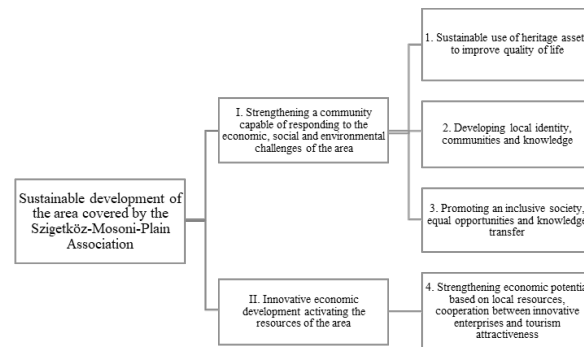 Sustainable development of
the area covered by the
Szigetköz-Mosoni-Plain
Association
I. Strengthening a community
capable of responding to the
economic, social and environmental
challenges of the area
1. Sustainable use of heritage asset
to improve quality of life
2. Developing local identity,
communities and knowledge
3. Promoting an inclusive society,
equal opportunities and knowledge
transfer
II. Innovative economic
development activating the
resources of the area
4. Strengthening economic potentia
based on local resources,
cooperation between innovative
enterprises and tourism
attractiveness